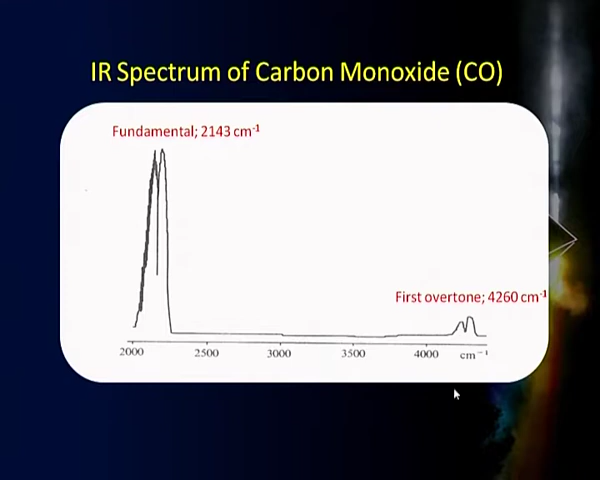 IR Spectrum of Carbon Monoxide (CO)
Fundamental; 2143 cm⁻¹
First overtone; 4260 cm⁻¹
2000 2500 3000 3500 4000 cm⁻¹